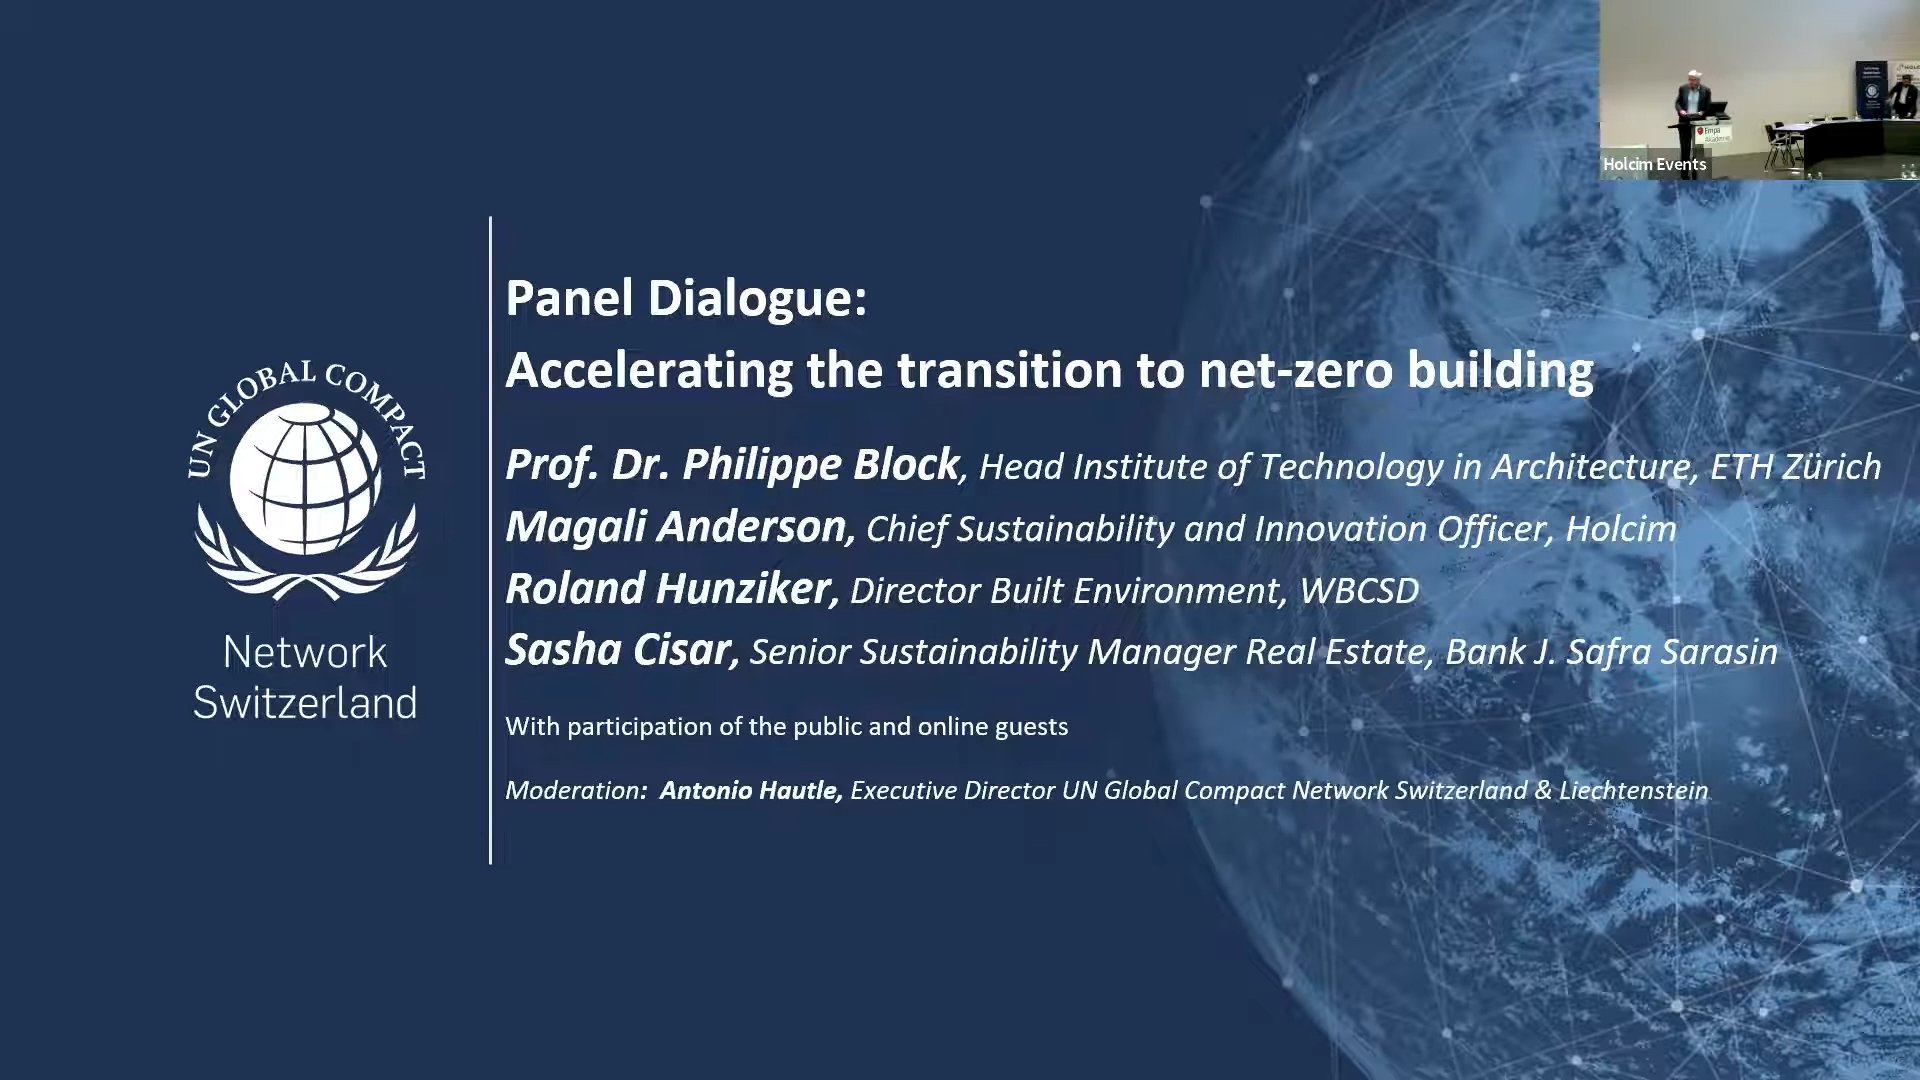 Holcim Events
Empa
Panel Dialogue:
Accelerating the transition to net-zero building
Prof. Dr. Philippe Block, Head Institute of Technology in Architecture, ETH Zürich
Magali Anderson, Chief Sustainability and Innovation Officer, Holcim
Roland Hunziker, Director Built Environment, WBCSD
Sasha Cisar, Senior Sustainability Manager Real Estate, Bank J. Safra Sarasin
With participation of the public and online guests
Moderation: Antonio Hautle, Executive Director UN Global Compact Network Switzerland & Liechtenstein
UN GLOBAL COMPACT
Network
Switzerland